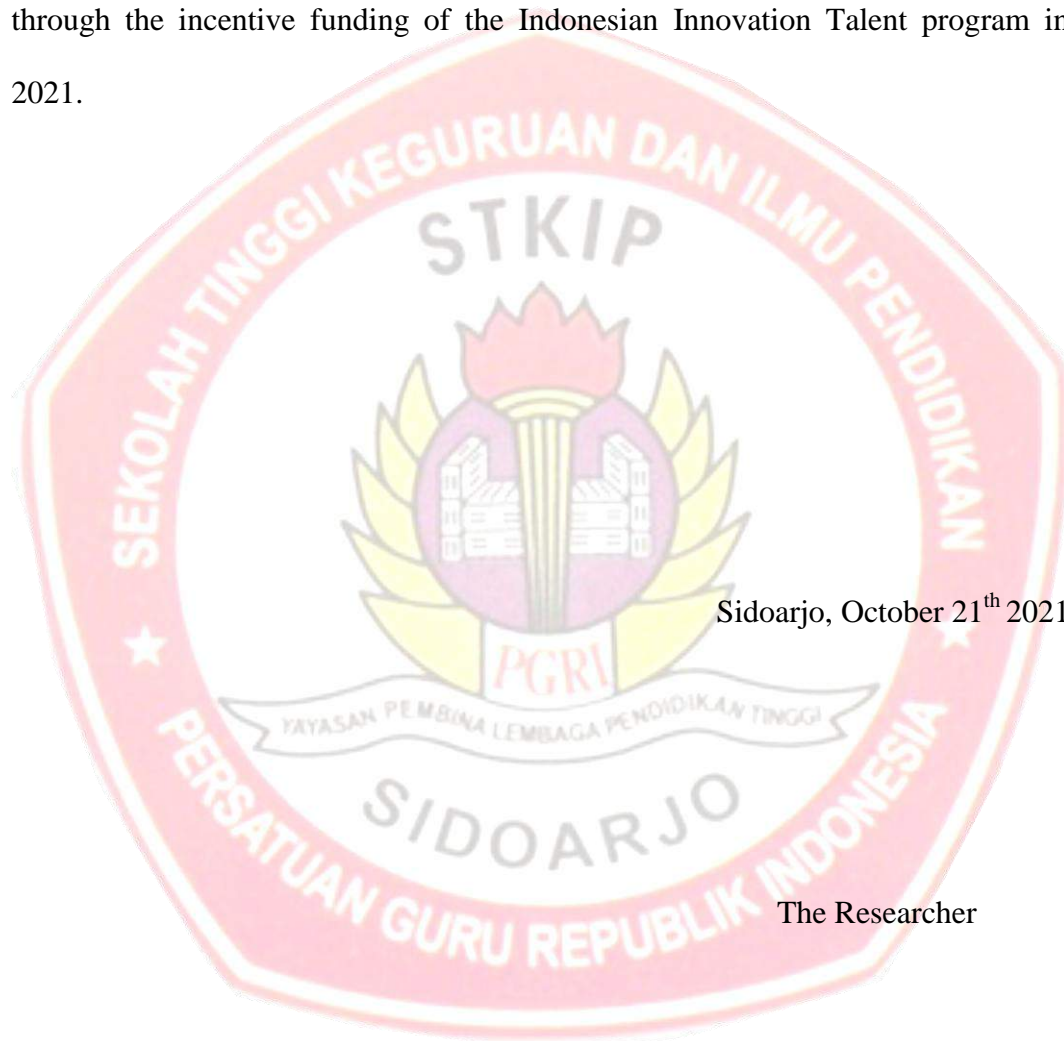 through the incentive funding of the Indonesian Innovation Talent program in
2021.
SEKOLAH TINGGI KEGURUAN DAN ILMU PENDIDIKAN
STKIP
Sidoarjo, October 21th 2021
PGRI
YAYASAN PEMBINA LEMBAGA PENDIDIKAN TINGGI
SIDOARJO
PERSATUAN GURU REPUBLIK INDONESIA
The Researcher